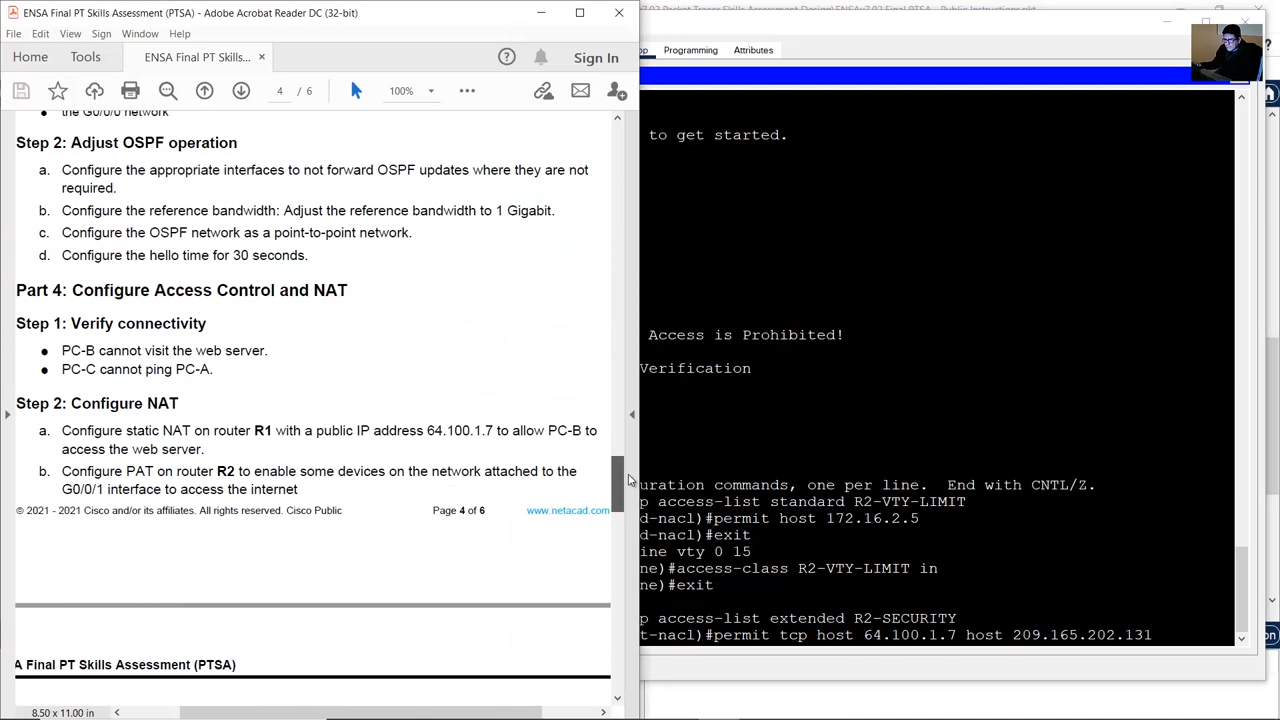 ENSA Final PT Skills Assessment (PTSA) - Adobe Acrobat Reader DC (32-bit)
File Edit View Sign Window Help
Home Tools ENSA Final PT Skills... × Sign In
4 / 6 100%
the G0/0/0 network
Step 2: Adjust OSPF operation
a. Configure the appropriate interfaces to not forward OSPF updates where they are not
required.
b. Configure the reference bandwidth: Adjust the reference bandwidth to 1 Gigabit.
c. Configure the OSPF network as a point-to-point network.
d. Configure the hello time for 30 seconds.
Part 4: Configure Access Control and NAT
Step 1: Verify connectivity
● PC-B cannot visit the web server.
● PC-C cannot ping PC-A.
Step 2: Configure NAT
a. Configure static NAT on router R1 with a public IP address 64.100.1.7 to allow PC-B to
access the web server.
b. Configure PAT on router R2 to enable some devices on the network attached to the
G0/0/1 interface to access the internet
© 2021 - 2021 Cisco and/or its affiliates. All rights reserved. Cisco Public Page 4 of 6 www.netacad.com
A Final PT Skills Assessment (PTSA)
8.50 x 11.00 in
op Programming Attributes
to get started.
Access is Prohibited!
Verification
uration commands, one per line. End with CNTL/Z.
p access-list standard R2-VTY-LIMIT
d-nacl)#permit host 172.16.2.5
d-nacl)#exit
ine vty 0 15
ne)#access-class R2-VTY-LIMIT in
ne)#exit
p access-list extended R2-SECURITY
t-nacl)#permit tcp host 64.100.1.7 host 209.165.202.131